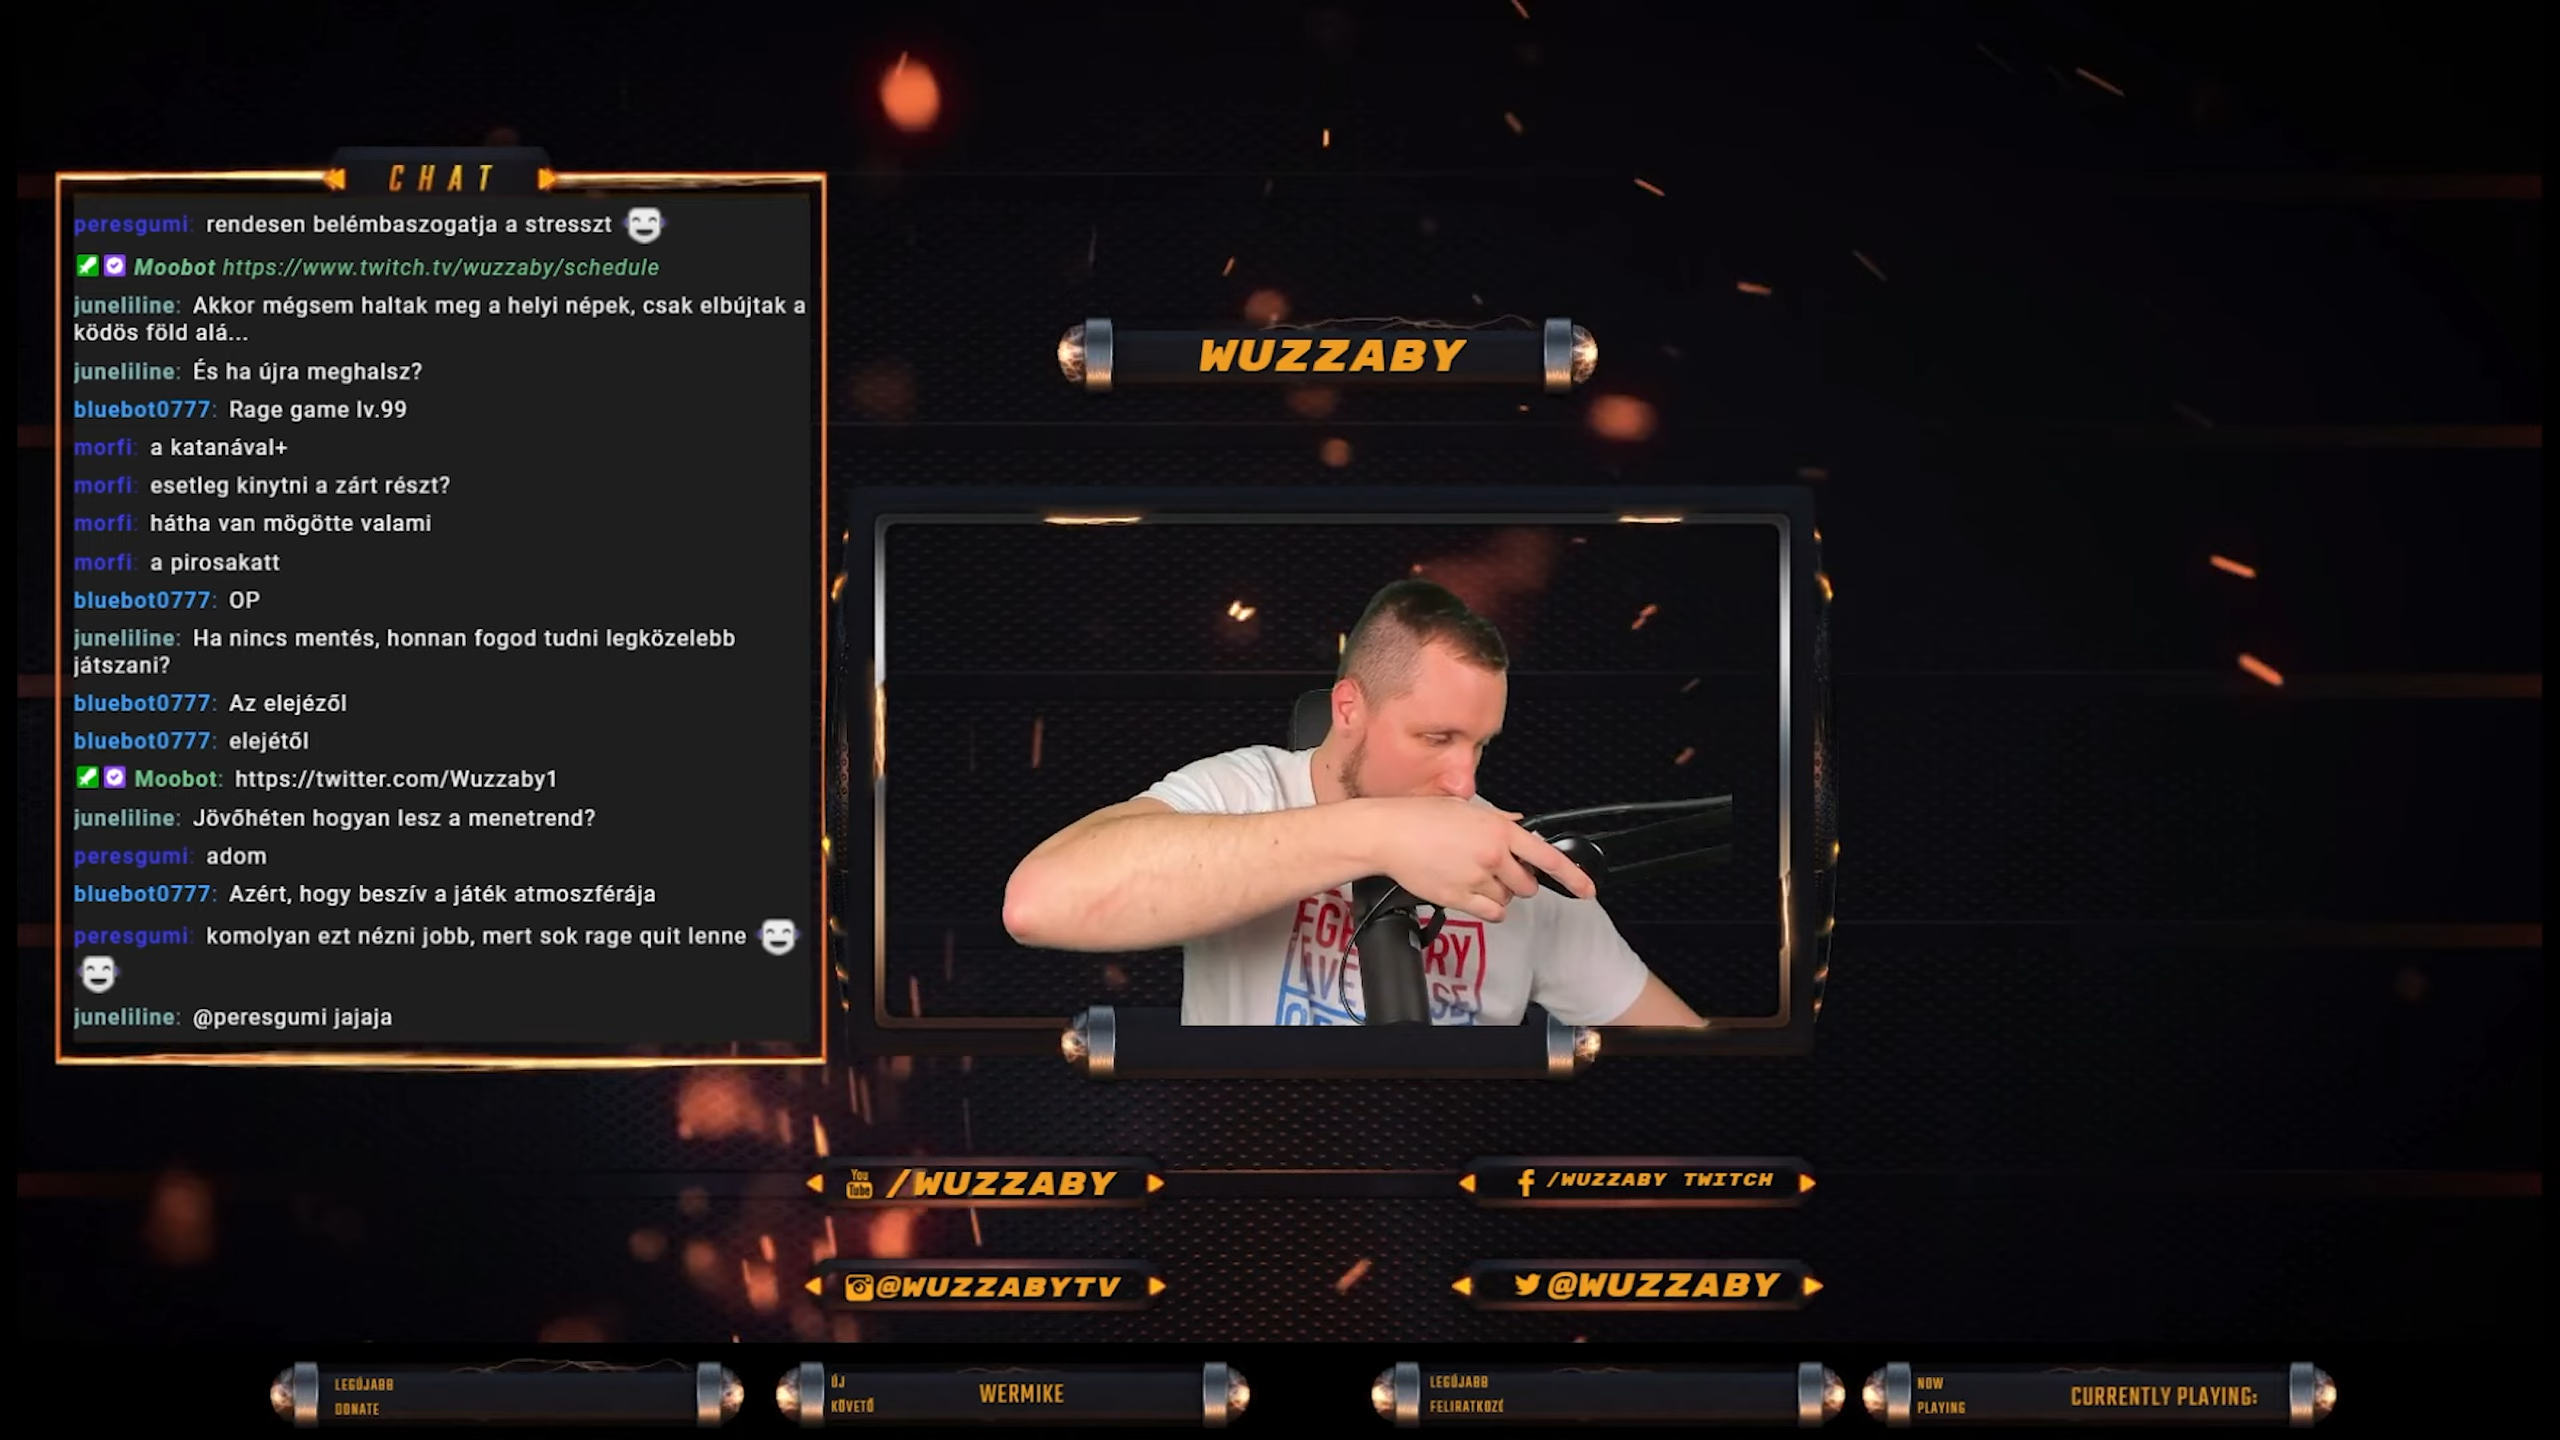 CHAT
peresgumi: rendesen belémbaszogatja a stresszt
Moobot https://www.twitch.tv/wuzzaby/schedule
juneliline: Akkor mégsem haltak meg a helyi népek, csak elbújtak a
ködös föld alá...
juneliline: És ha újra meghalsz?
bluebot0777: Rage game lv.99
morfi: a katanával+
morfi: esetleg kinytni a zárt részt?
morfi: hátha van mögötte valami
morfi: a pirosakatt
bluebot0777: OP
juneliline: Ha nincs mentés, honnan fogod tudni legközelebb
játszani?
bluebot0777: Az elejézől
bluebot0777: elejétől
Moobot: https://twitter.com/Wuzzaby1
juneliline: Jövőhéten hogyan lesz a menetrend?
peresgumi: adom
bluebot0777: Azért, hogy beszív a játék atmoszférája
peresgumi: komolyan ezt nézni jobb, mert sok rage quit lenne
juneliline: @peresgumi jajaja
WUZZABY
You Tube /WUZZABY
f /WUZZABY TWITCH
@WUZZABYTV
@WUZZABY
LEGÚJABB
DONATE
ÚJ
KÖVETŐ
WERMIKE
LEGÚJABB
FELIRATKOZÓ
NOW
PLAYING
CURRENTLY PLAYING: